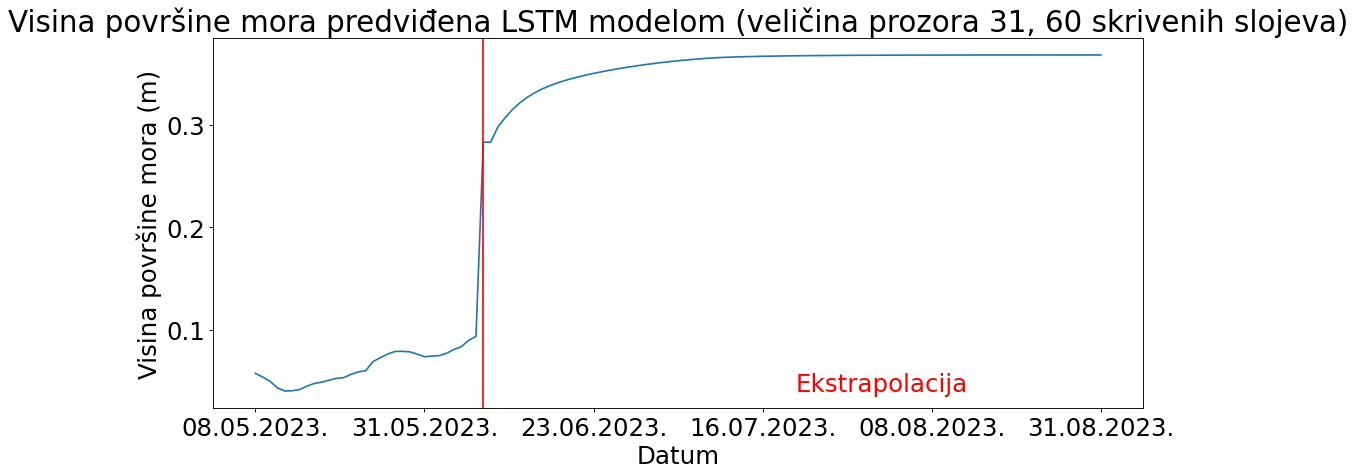 Visina površine mora predviđena LSTM modelom (veličina prozora 31, 60 skrivenih slojeva)
Visina površine mora (m)
0.3
0.2
0.1
Ekstrapolacija
08.05.2023.
31.05.2023.
23.06.2023.
16.07.2023.
08.08.2023.
31.08.2023.
Datum